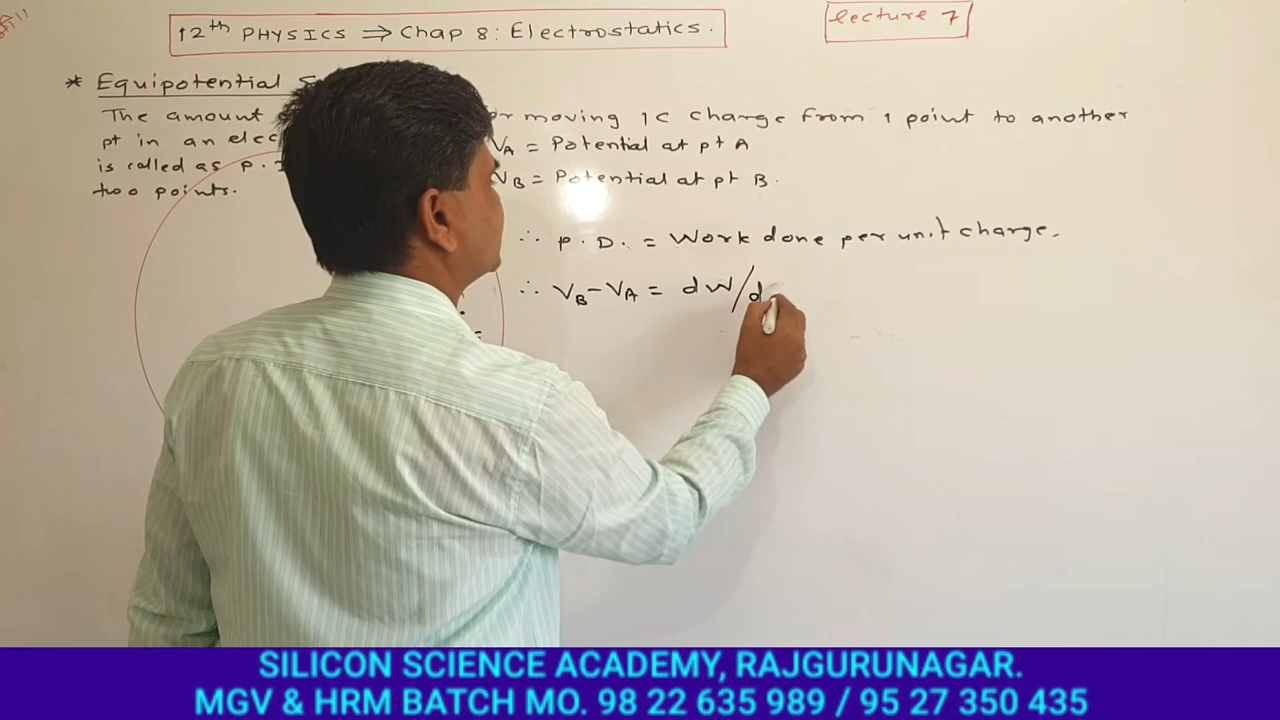 12th PHYSICS ⇒ Chap 8: Electrostatics.
lecture 7
* Equipotential
The amount moving 1C charge from 1 point to another
pt in an
is called as P.
two points.
VA = Potential at pt A
VB = Potential at pt B.
∴ P.D. = Work done per unit charge.
∴ VB - VA = dW/d
SILICON SCIENCE ACADEMY, RAJGURUNAGAR.
MGV & HRM BATCH MO. 98 22 635 989 / 95 27 350 435